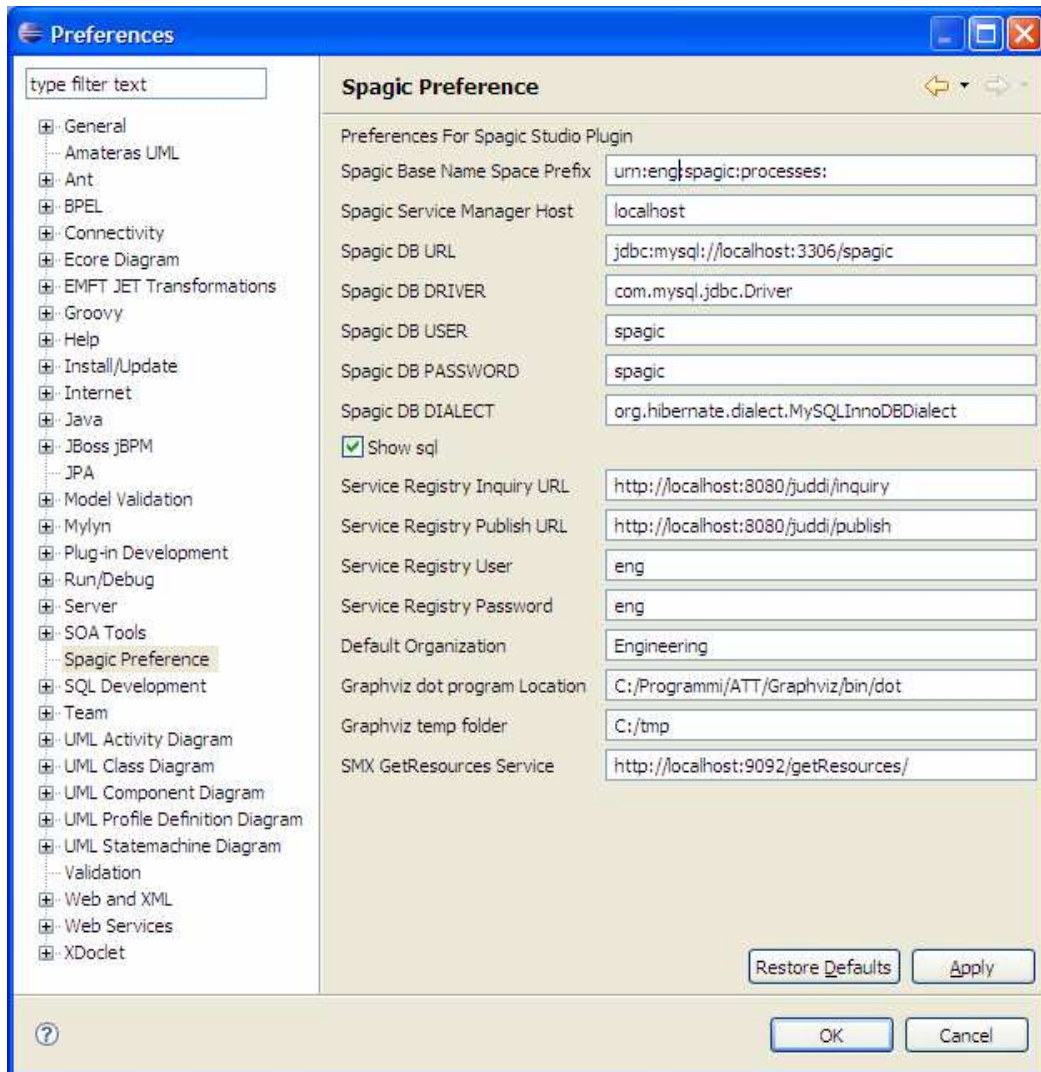 Preferences
type filter text
General
Amateras UML
Ant
BPEL
Connectivity
Ecore Diagram
EMFT JET Transformations
Groovy
Help
Install/Update
Internet
Java
JBoss jBPM
JPA
Model Validation
Mylyn
Plug-in Development
Run/Debug
Server
SOA Tools
Spagic Preference
SQL Development
Team
UML Activity Diagram
UML Class Diagram
UML Component Diagram
UML Profile Definition Diagram
UML Statemachine Diagram
Validation
Web and XML
Web Services
XDoclet
Spagic Preference
Preferences For Spagic Studio Plugin
Spagic Base Name Space Prefix urn:eng:spagic:processes:
Spagic Service Manager Host localhost
Spagic DB URL jdbc:mysql://localhost:3306/spagic
Spagic DB DRIVER com.mysql.jdbc.Driver
Spagic DB USER spagic
Spagic DB PASSWORD spagic
Spagic DB DIALECT org.hibernate.dialect.MySQLInnoDBDialect
Show sql
Service Registry Inquiry URL http://localhost:8080/juddi/inquiry
Service Registry Publish URL http://localhost:8080/juddi/publish
Service Registry User eng
Service Registry Password eng
Default Organization Engineering
Graphviz dot program Location C:/Programmi/ATT/Graphviz/bin/dot
Graphviz temp folder C:/tmp
SMX GetResources Service http://localhost:9092/getResources/
Restore Defaults Apply
? OK Cancel